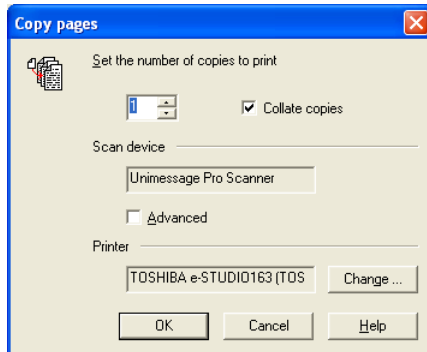 Copy pages
Set the number of copies to print
1
Collate copies
Scan device
Unimessage Pro Scanner
Advanced
Printer
TOSHIBA e-STUDIO163 (TOS
Change ...
OK
Cancel
Help